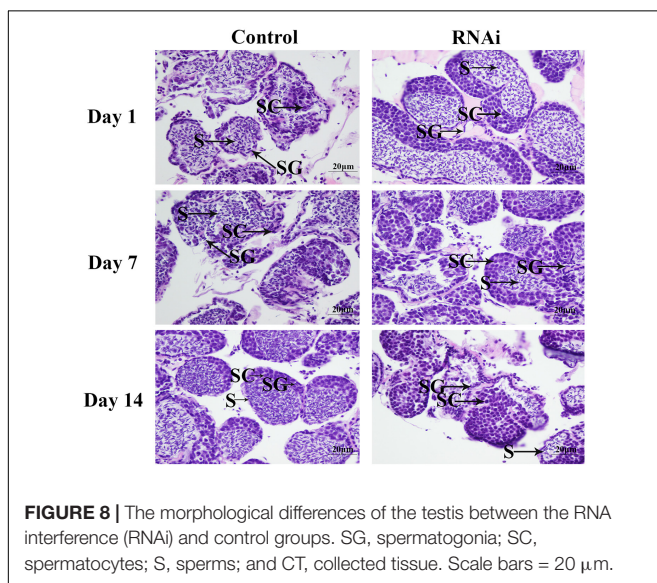 Control RNAi
Day 1
SC
S
SG
20μm
S
SC
SG
20μm
Day 7
S
SC
SG
20μm
SC
SG
S
20μm
Day 14
SC
SG
S
20μm
SG
SC
S
20μm
FIGURE 8 | The morphological differences of the testis between the RNA
interference (RNAi) and control groups. SG, spermatogonia; SC,
spermatocytes; S, sperms; and CT, collected tissue. Scale bars = 20 μm.